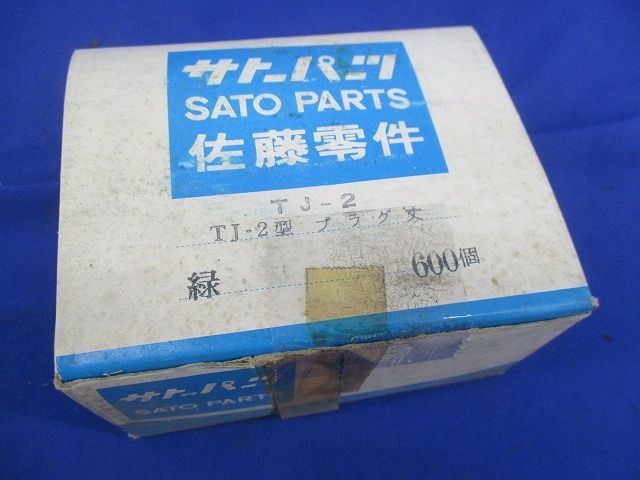 サトーパーツ
SATO PARTS
佐藤零件
TJ-2
TJ-2型 プラグ丈
緑 600個
サトーパーツ
SATO PARTS